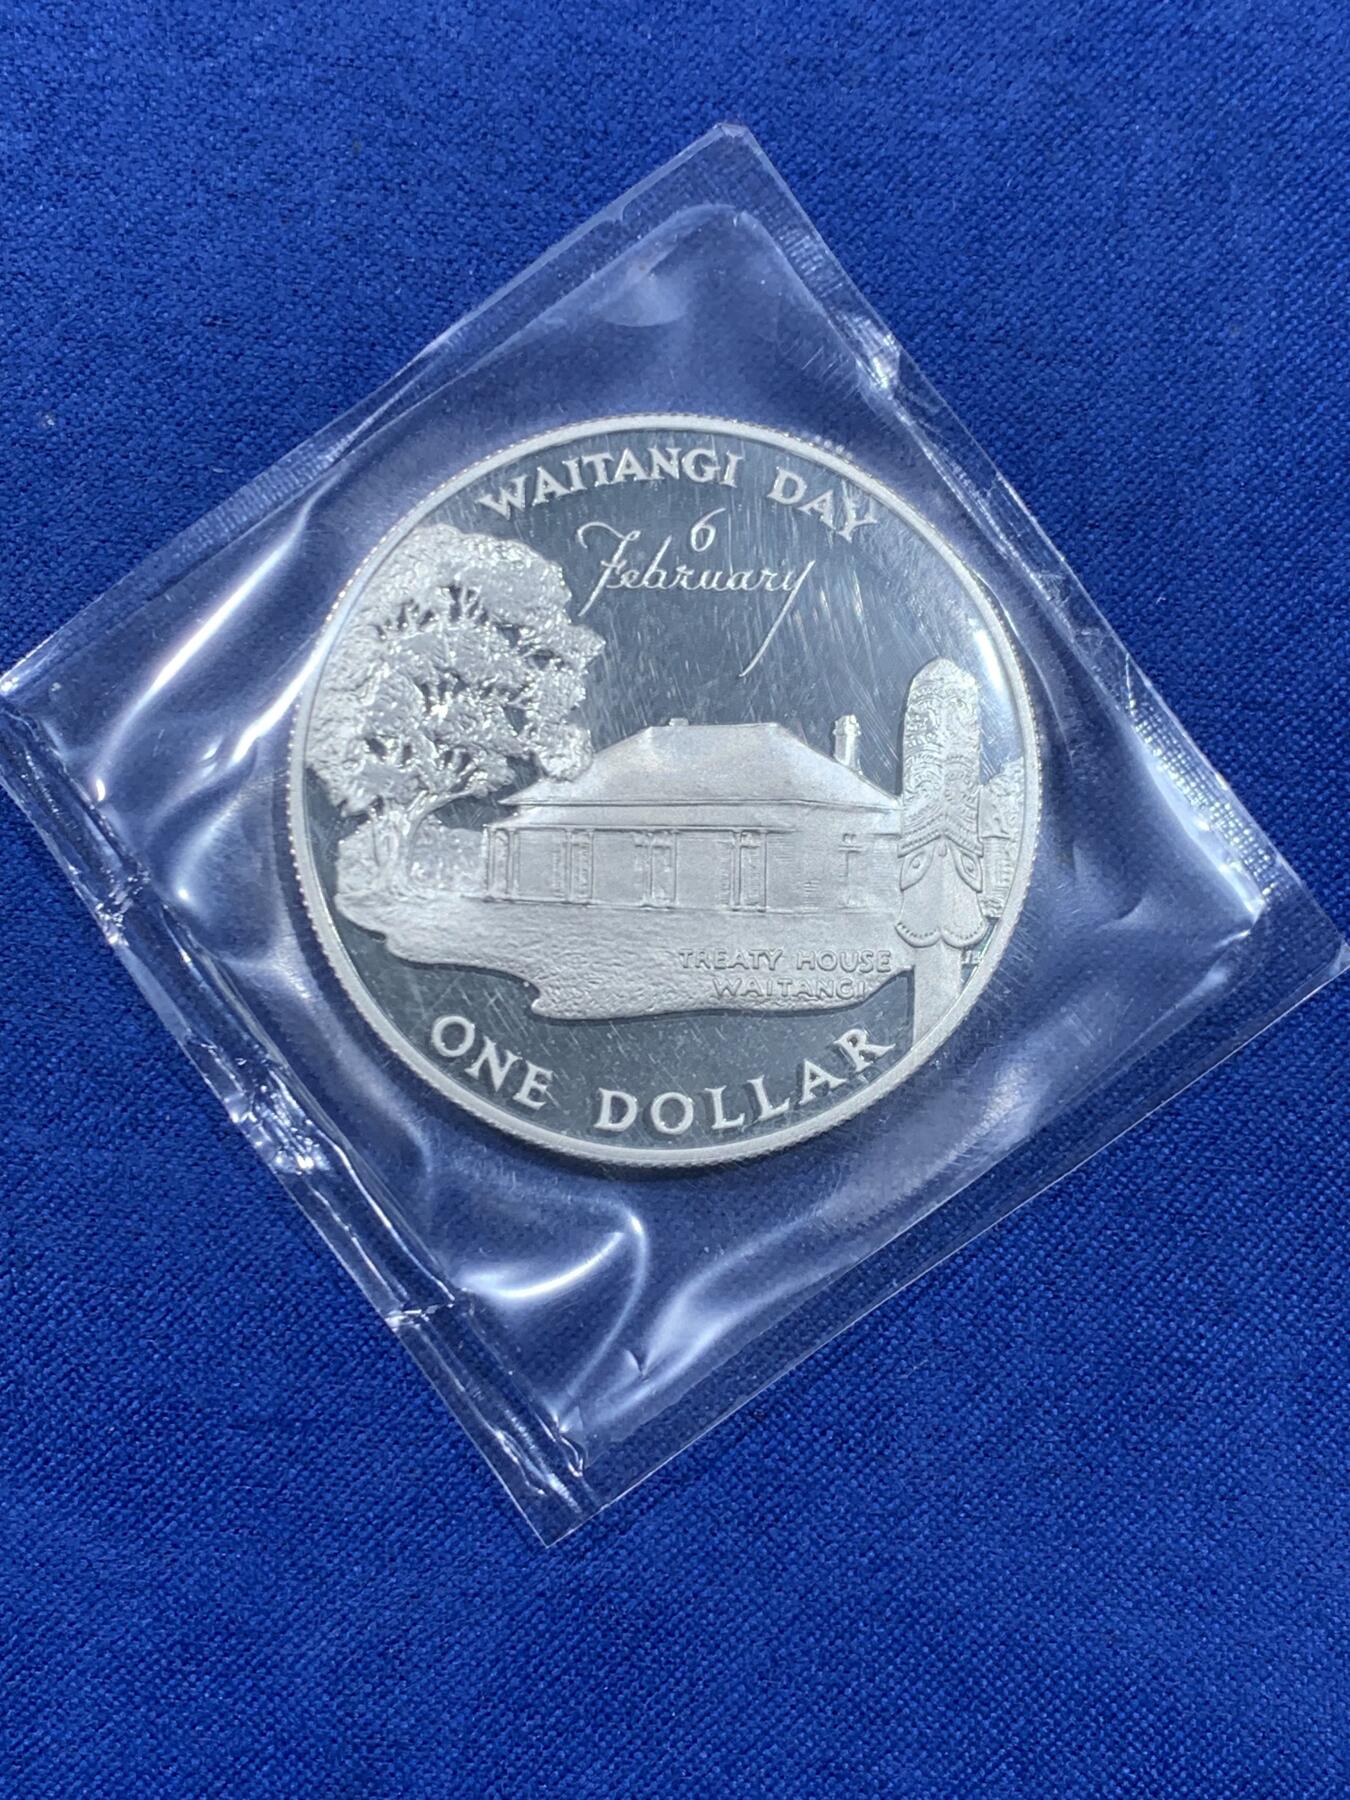 WAITANGI DAY
6
February
TREATY HOUSE
WAITANGI
ONE DOLLAR